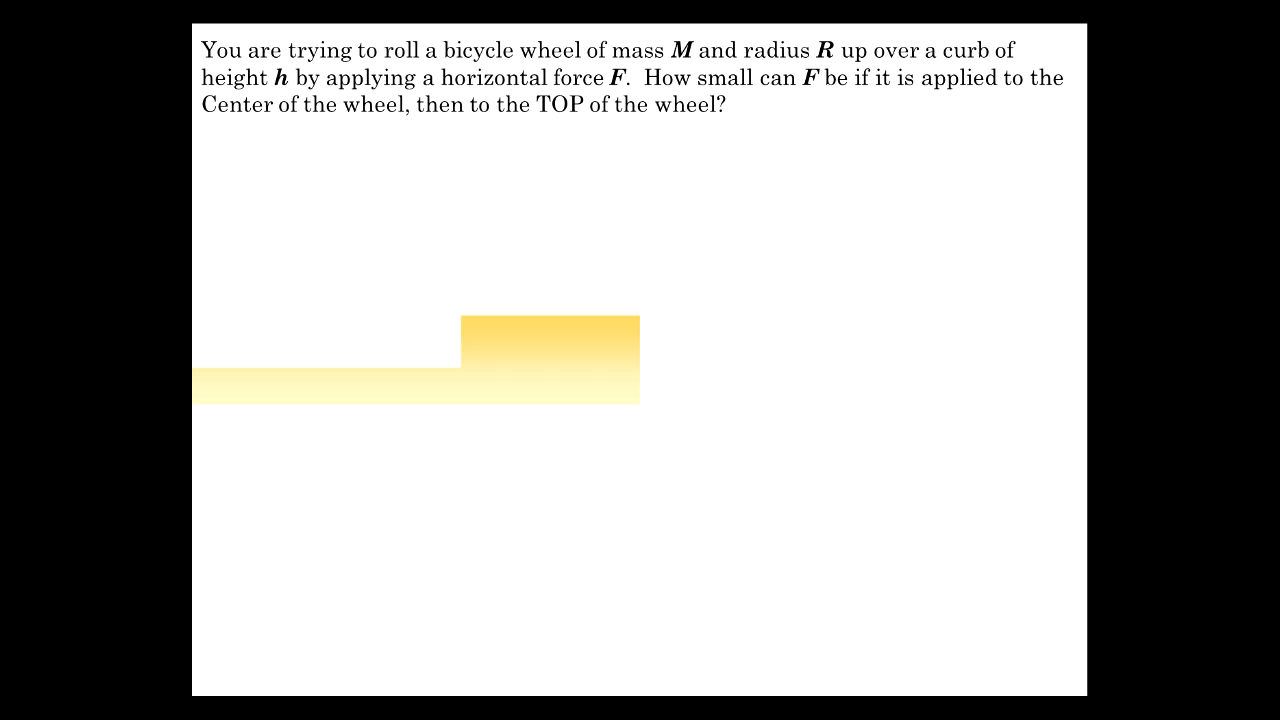 You are trying to roll a bicycle wheel of mass M and radius R up over a curb of
height h by applying a horizontal force F.  How small can F be if it is applied to the
Center of the wheel, then to the TOP of the wheel?